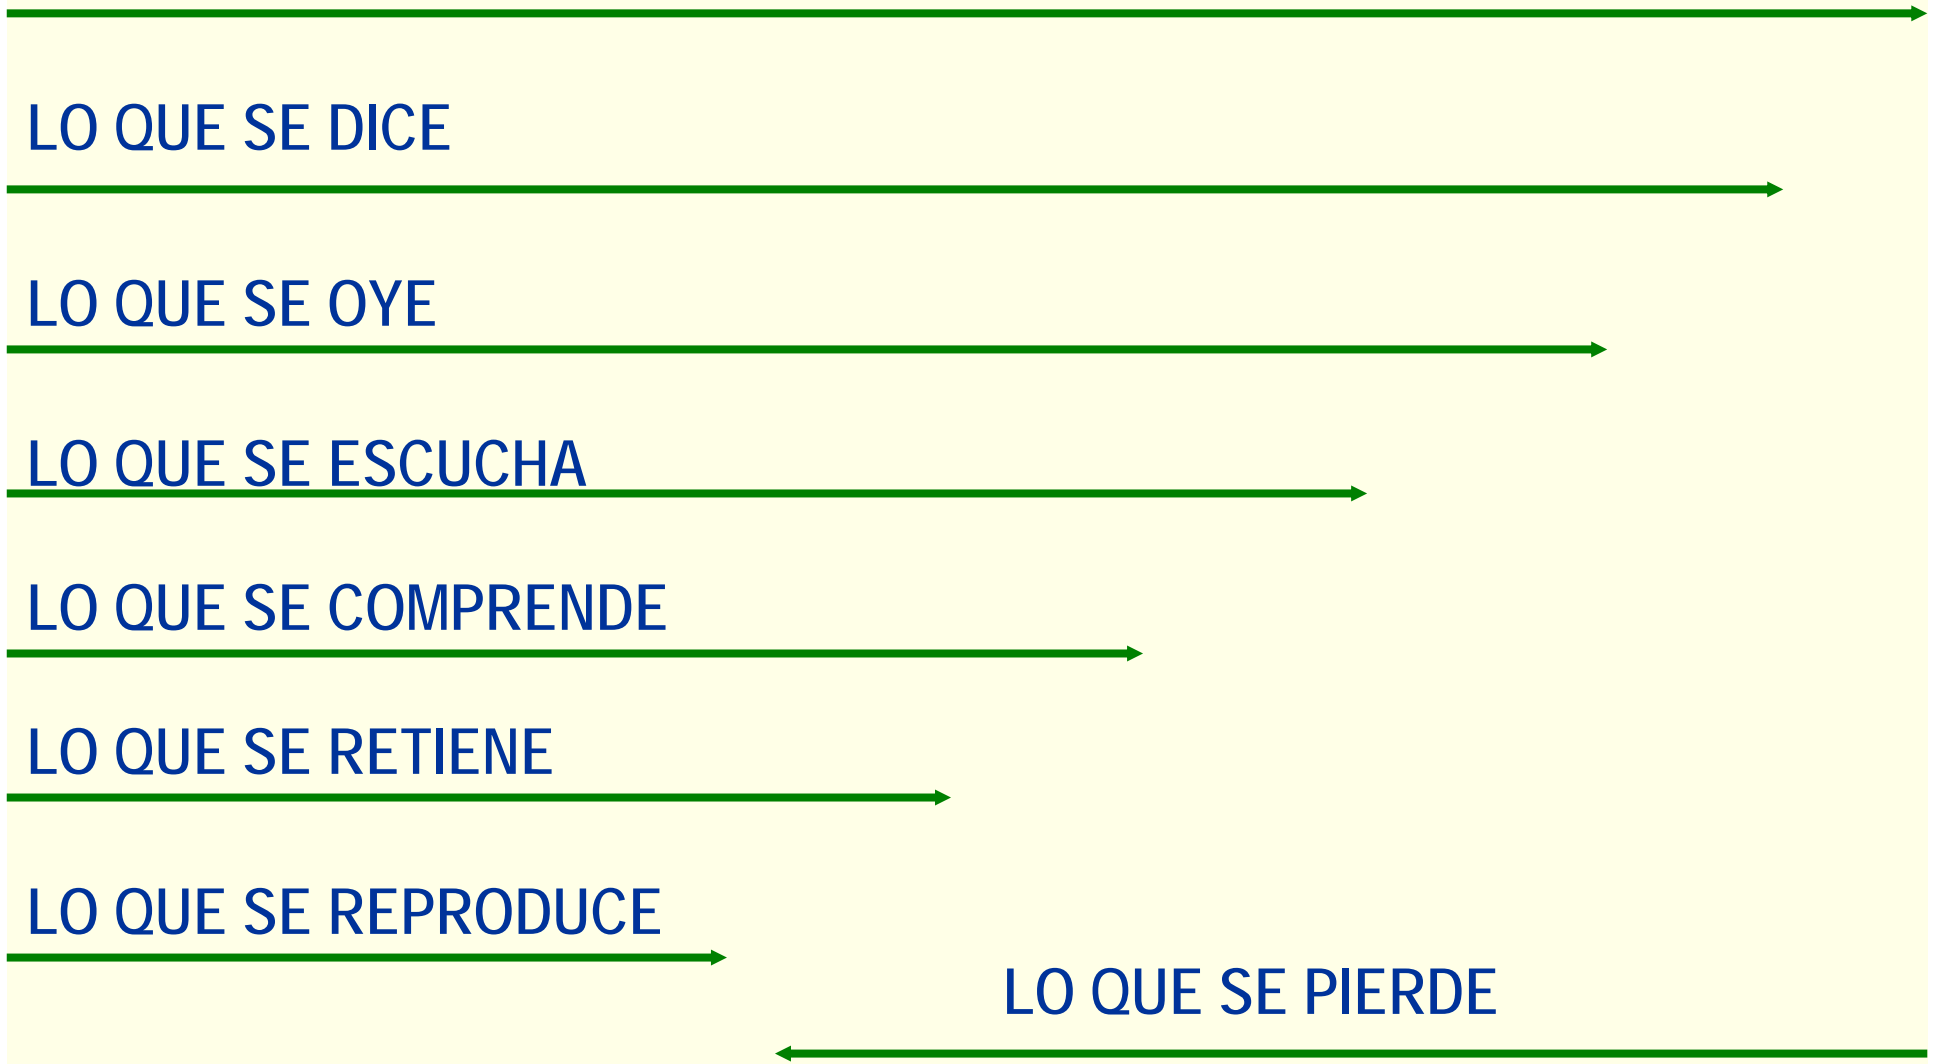 LO QUE SE DICE
LO QUE SE OYE
LO QUE SE ESCUCHA
LO QUE SE COMPRENDE
LO QUE SE RETIENE
LO QUE SE REPRODUCE
LO QUE SE PIERDE